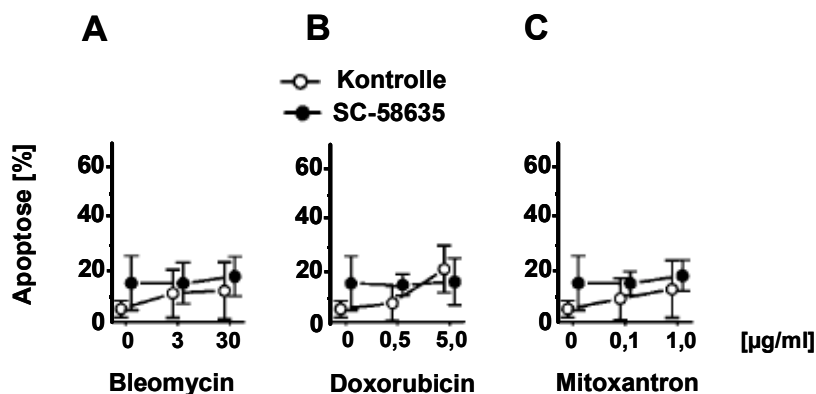 A B C
Kontrolle
SC-58635
Apoptose [%]
60 60 60
40 40 40
20 20 20
0 0 0
0 3 30 0 0,5 5,0 0 0,1 1,0 [µg/ml]
Bleomycin Doxorubicin Mitoxantron